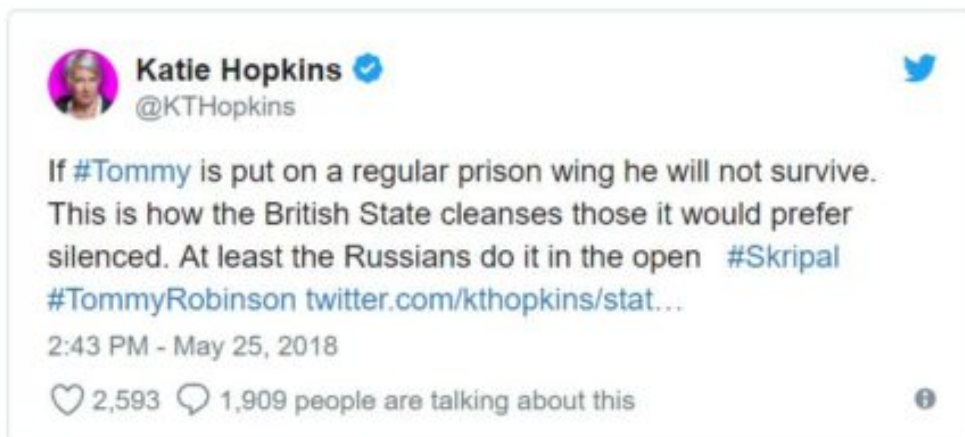 Katie Hopkins
@KTHopkins
If #Tommy is put on a regular prison wing he will not survive.
This is how the British State cleanses those it would prefer
silenced. At least the Russians do it in the open #Skripal
#TommyRobinson twitter.com/kthopkins/stat…
2:43 PM - May 25, 2018
2,593 1,909 people are talking about this